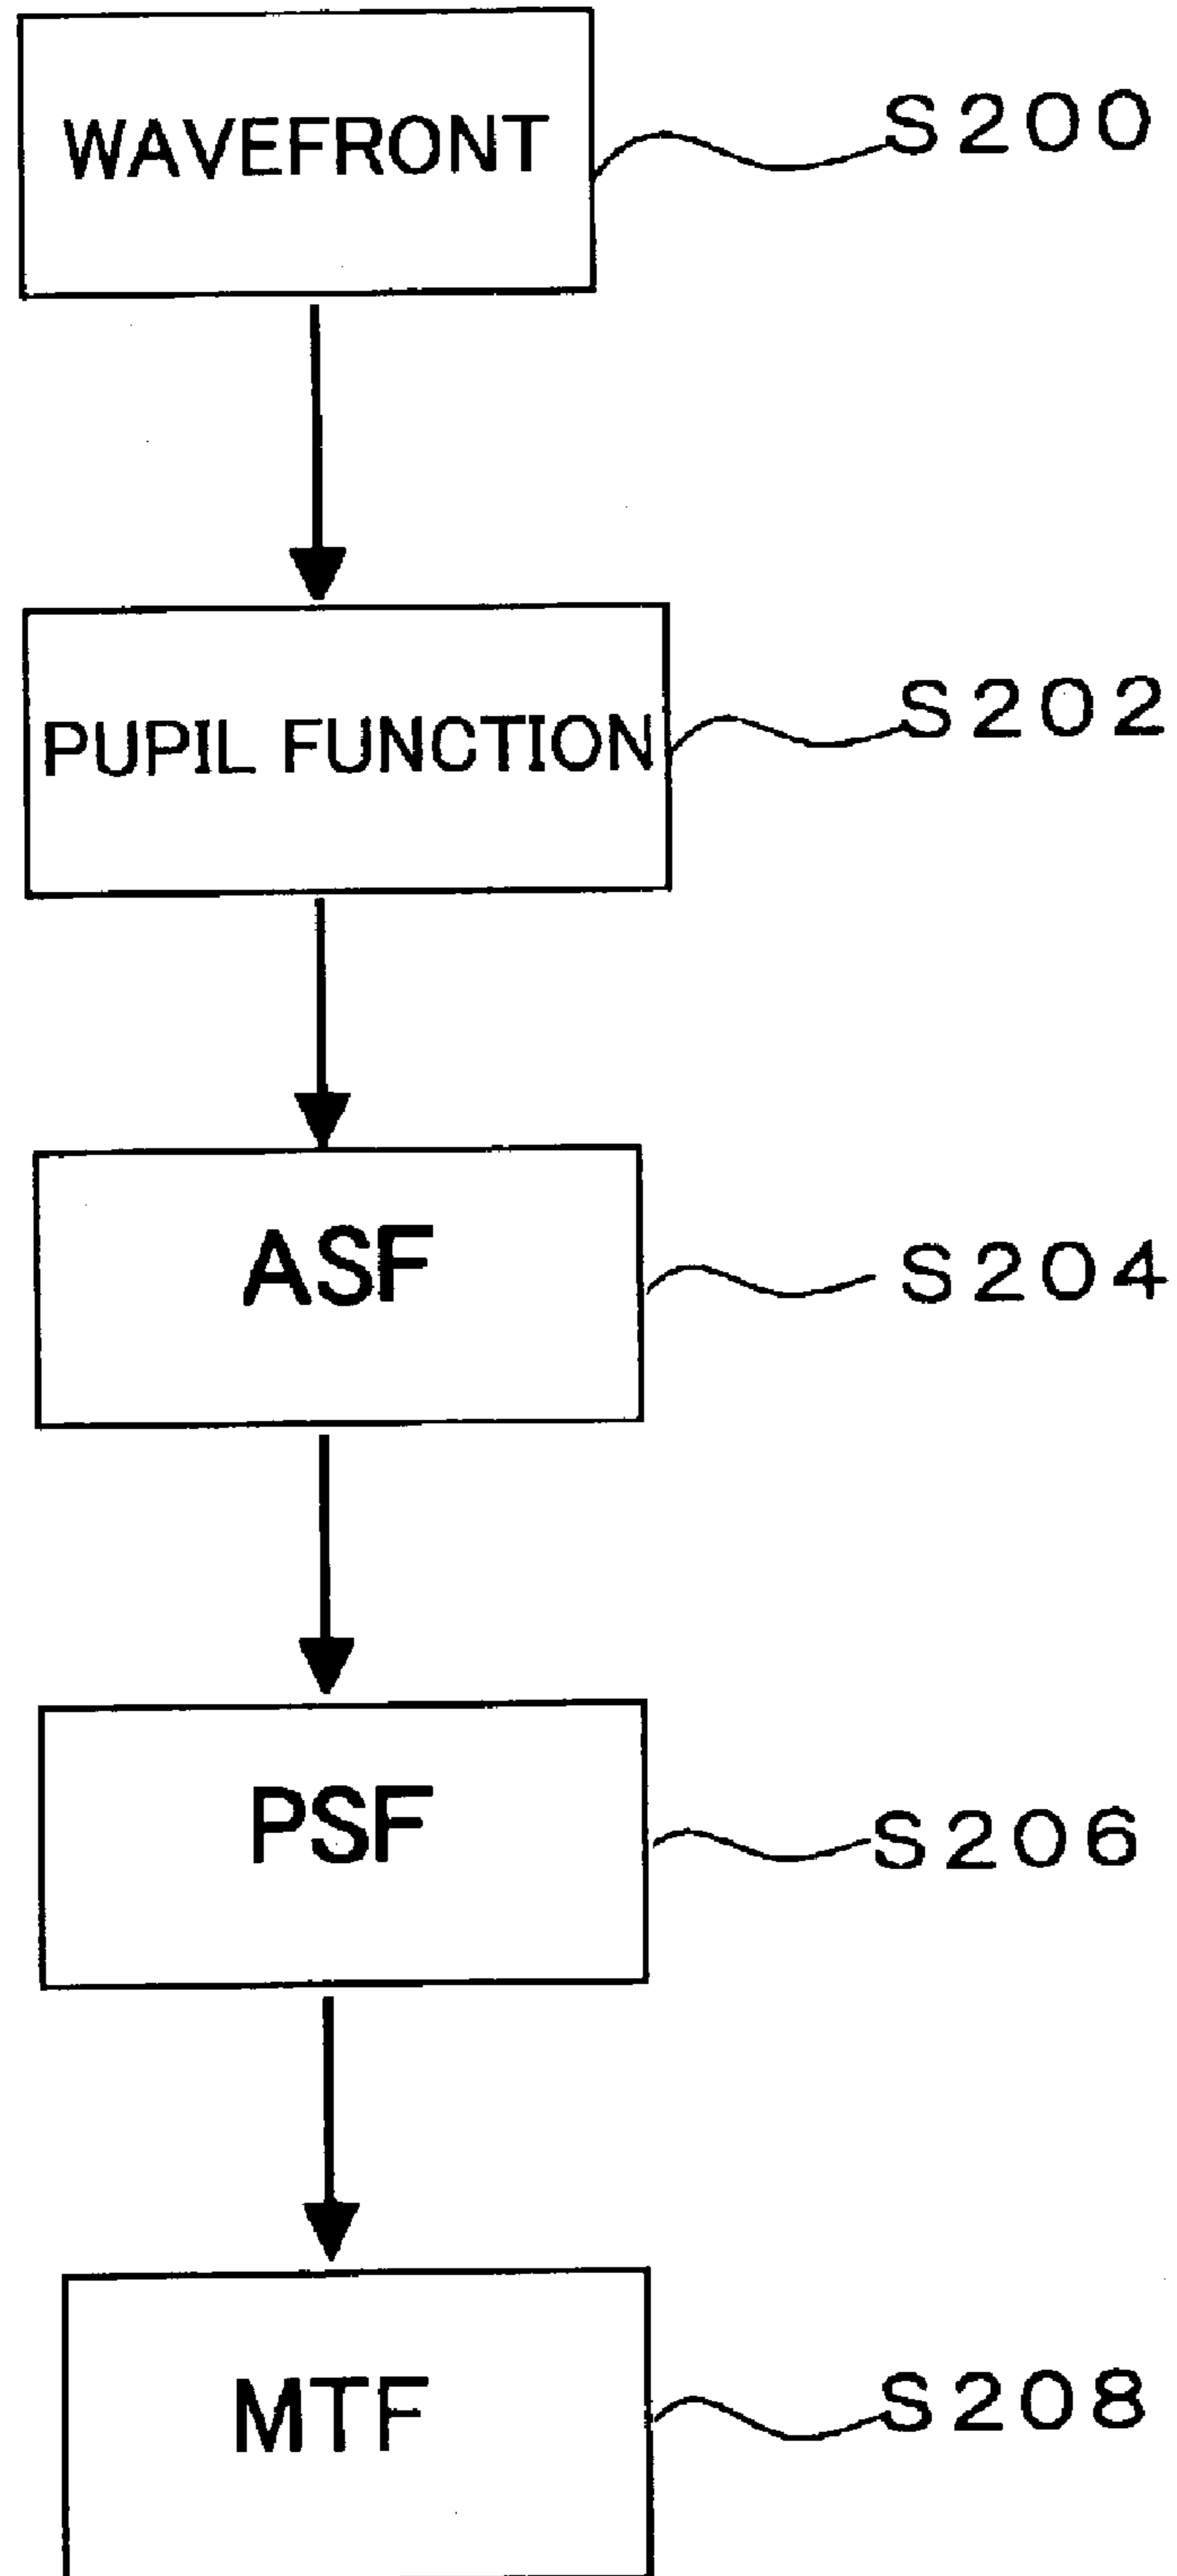 WAVEFRONT S200
PUPIL FUNCTION S202
ASF S204
PSF S206
MTF S208